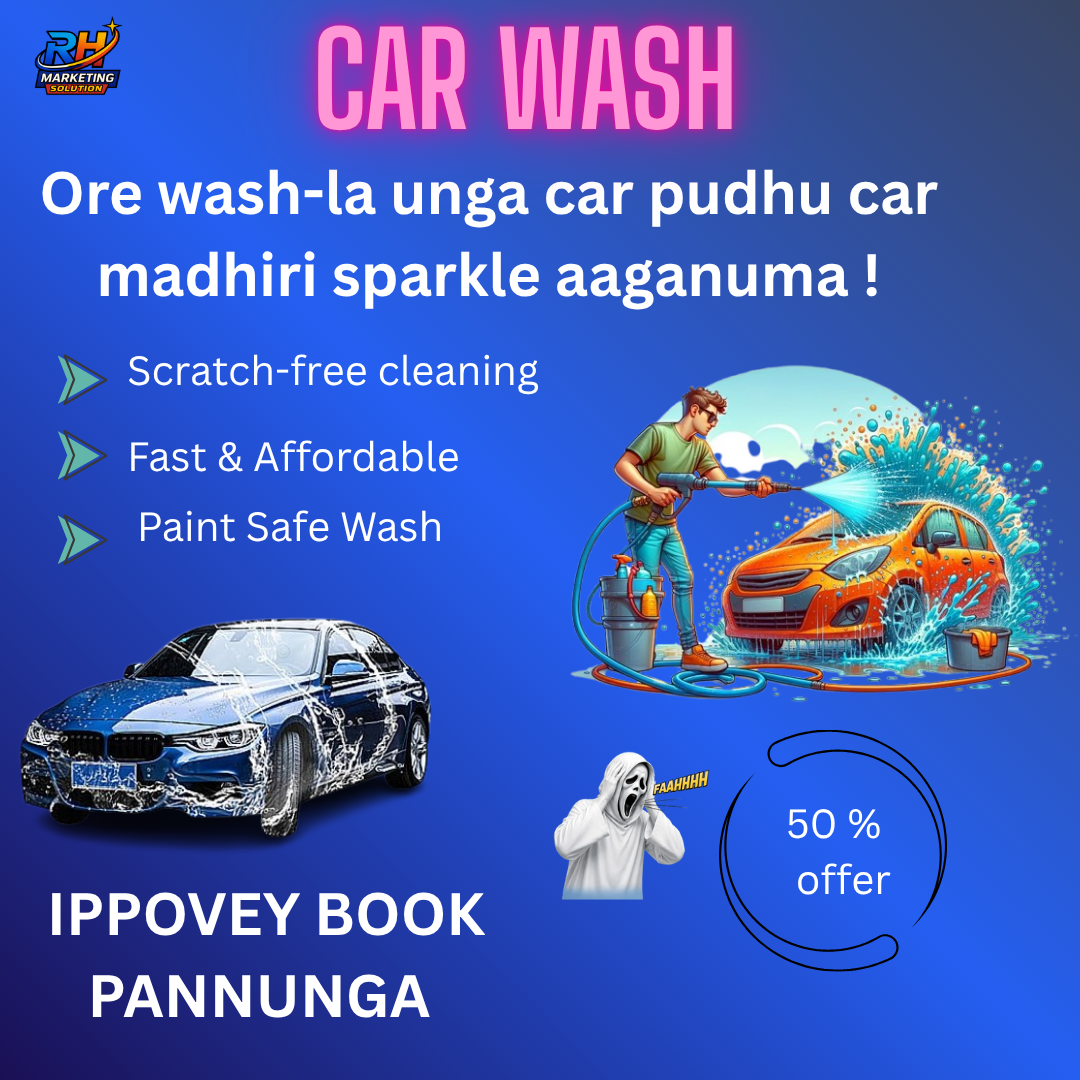 RH
MARKETING
SOLUTION
CAR WASH
Ore wash-la unga car pudhu car
madhiri sparkle aaganuma !
Scratch-free cleaning
Fast & Affordable
Paint Safe Wash
FAAHHHH
50 %
offer
IPPOVEY BOOK
PANNUNGA